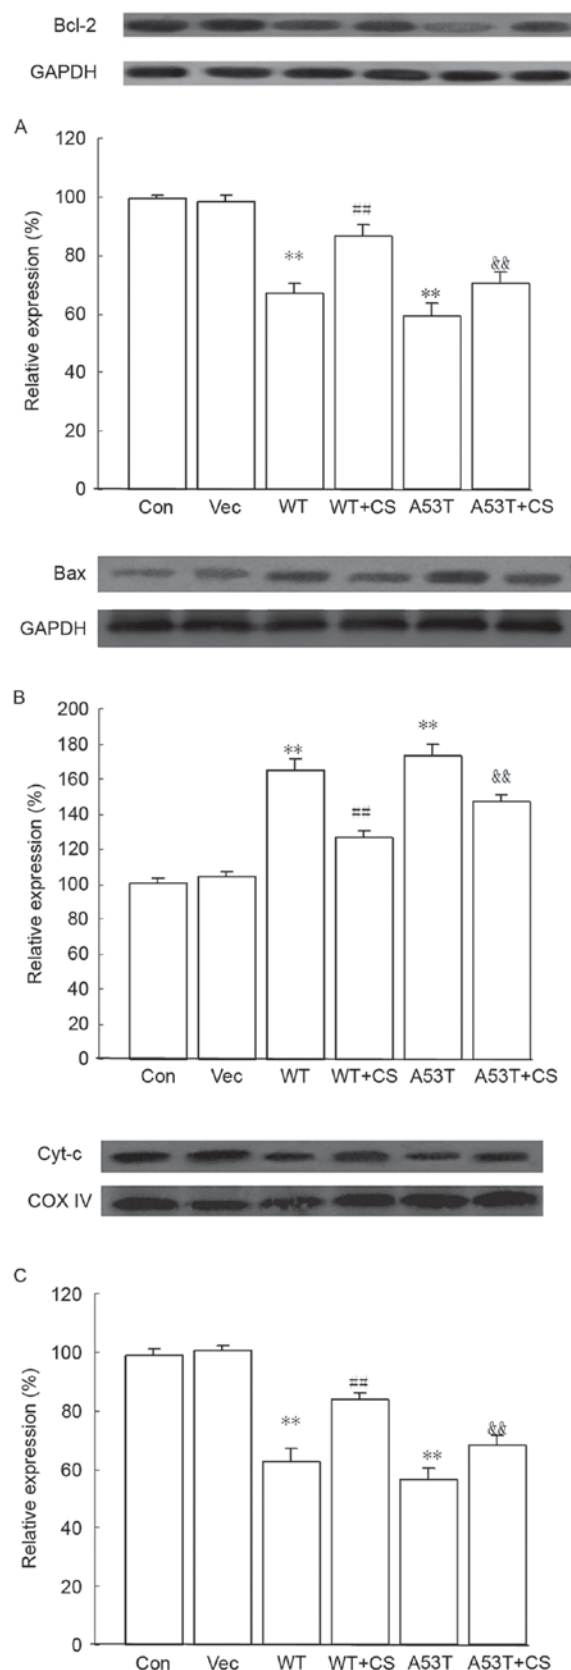 Bcl-2
GAPDH
A
Relative expression (%)
120
100
80
60
40
20
0
**
##
**
&&
Con Vec WT WT+CS A53T A53T+CS
Bax
GAPDH
B
Relative expression (%)
200
180
160
140
120
100
80
60
40
20
0
**
##
**
&&
Con Vec WT WT+CS A53T A53T+CS
Cyt-c
COX IV
C
Relative expression (%)
120
100
80
60
40
20
0
**
##
**
&&
Con Vec WT WT+CS A53T A53T+CS